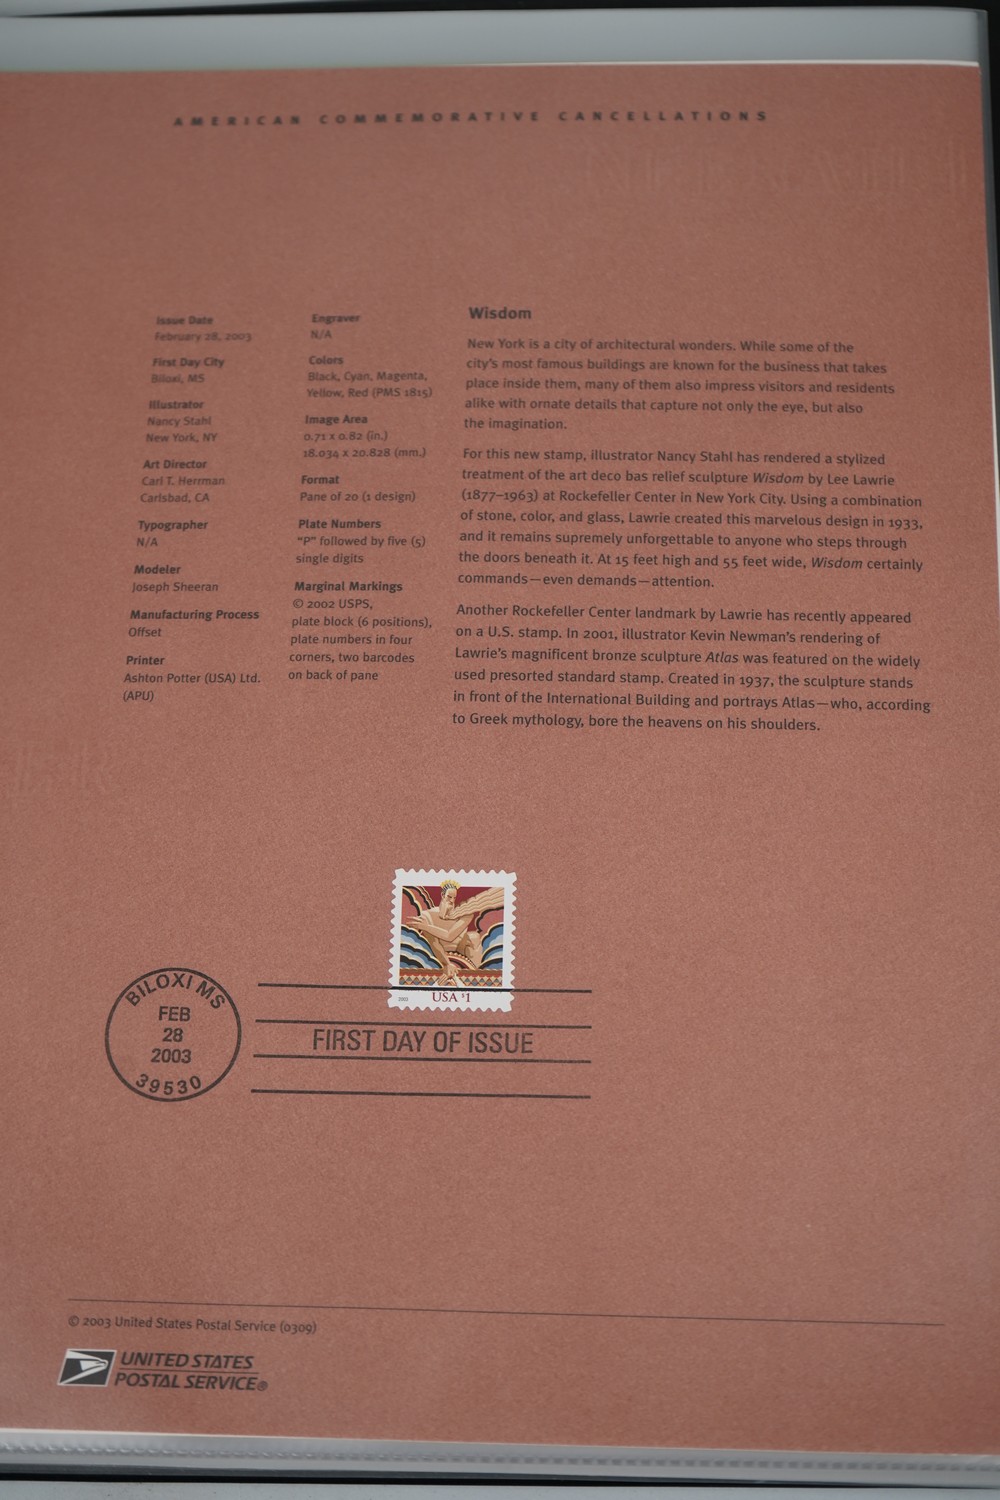 AMERICAN COMMEMORATIVE CANCELLATIONS
Issue Date
February 28, 2003
First Day City
Biloxi, MS
Illustrator
Nancy Stahl
New York, NY
Art Director
Carl T. Herrman
Carlsbad, CA
Typographer
N/A
Modeler
Joseph Sheeran
Manufacturing Process
Offset
Printer
Ashton Potter (USA) Ltd.
(APU)
Engraver
N/A
Colors
Black, Cyan, Magenta,
Yellow, Red (PMS 1815)
Image Area
0.71 x 0.82 (in.)
18.034 x 20.828 (mm.)
Format
Pane of 20 (1 design)
Plate Numbers
"P" followed by five (5)
single digits
Marginal Markings
© 2002 USPS,
plate block (6 positions),
plate numbers in four
corners, two barcodes
on back of pane
Wisdom
New York is a city of architectural wonders. While some of the
city's most famous buildings are known for the business that takes
place inside them, many of them also impress visitors and residents
alike with ornate details that capture not only the eye, but also
the imagination.
For this new stamp, illustrator Nancy Stahl has rendered a stylized
treatment of the art deco bas relief sculpture Wisdom by Lee Lawrie
(1877–1963) at Rockefeller Center in New York City. Using a combination
of stone, color, and glass, Lawrie created this marvelous design in 1933,
and it remains supremely unforgettable to anyone who steps through
the doors beneath it. At 15 feet high and 55 feet wide, Wisdom certainly
commands—even demands—attention.
Another Rockefeller Center landmark by Lawrie has recently appeared
on a U.S. stamp. In 2001, illustrator Kevin Newman's rendering of
Lawrie's magnificent bronze sculpture Atlas was featured on the widely
used presorted standard stamp. Created in 1937, the sculpture stands
in front of the International Building and portrays Atlas—who, according
to Greek mythology, bore the heavens on his shoulders.
2003
USA $1
BILOXI MS
FEB
28
2003
39530
FIRST DAY OF ISSUE
© 2003 United States Postal Service (0309)
UNITED STATES
POSTAL SERVICE®